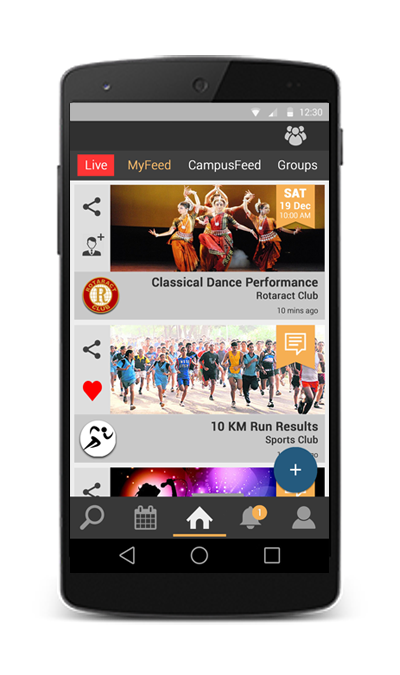 12:30
Live MyFeed CampusFeed Groups
SAT
19 Dec
10:00 AM
Classical Dance Performance
Rotaract Club
10 mins ago
ROTARACT
R
CLUB
10 KM Run Results
Sports Club
ago
+
1